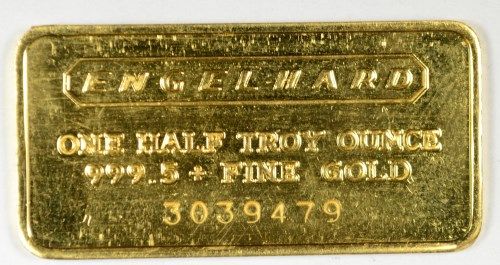 ENGELHARD
ONE HALF TROY OUNCE
999.5 + FINE GOLD
3039479